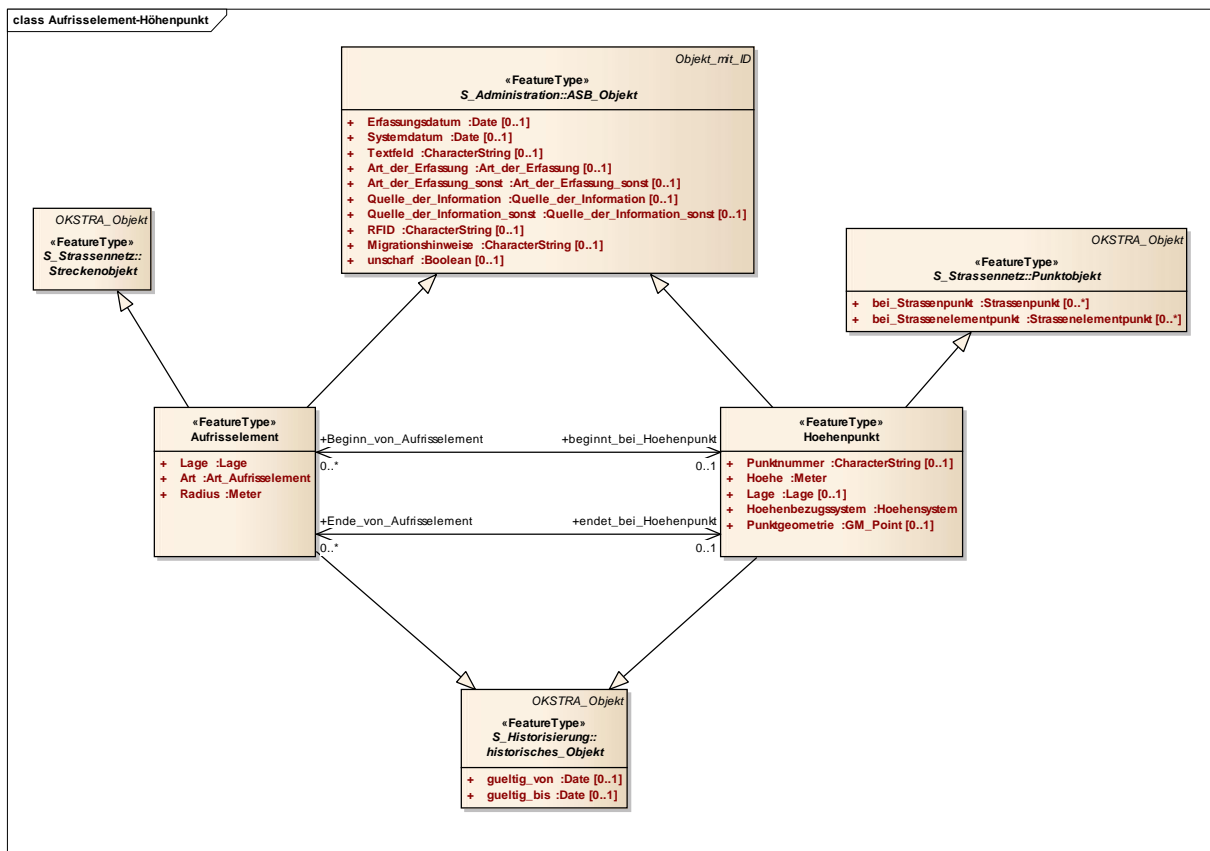 class Aufrisselement-Höhenpunkt
Objekt_mit_ID
«FeatureType»
S_Administration::ASB_Objekt
+ Erfassungsdatum :Date [0..1]
+ Systemdatum :Date [0..1]
+ Textfeld :CharacterString [0..1]
+ Art_der_Erfassung :Art_der_Erfassung [0..1]
+ Art_der_Erfassung_sonst :Art_der_Erfassung_sonst [0..1]
+ Quelle_der_Information :Quelle_der_Information [0..1]
+ Quelle_der_Information_sonst :Quelle_der_Information_sonst [0..1]
+ RFID :CharacterString [0..1]
+ Migrationshinweise :CharacterString [0..1]
+ unscharf :Boolean [0..1]
OKSTRA_Objekt
«FeatureType»
S_Strassennetz::
Streckenobjekt
OKSTRA_Objekt
«FeatureType»
S_Strassennetz::Punktobjekt
+ bei_Strassenpunkt :Strassenpunkt [0..*]
+ bei_Strassenelementpunkt :Strassenelementpunkt [0..*]
«FeatureType»
Aufrisselement
+ Lage :Lage
+ Art :Art_Aufrisselement
+ Radius :Meter
+Beginn_von_Aufrisselement
0..*
+beginnt_bei_Hoehenpunkt
0..1
+Ende_von_Aufrisselement
0..*
+endet_bei_Hoehenpunkt
0..1
«FeatureType»
Hoehenpunkt
+ Punktnummer :CharacterString [0..1]
+ Hoehe :Meter
+ Lage :Lage [0..1]
+ Hoehenbezugssystem :Hoehensystem
+ Punktgeometrie :GM_Point [0..1]
OKSTRA_Objekt
«FeatureType»
S_Historisierung::
historisches_Objekt
+ gueltig_von :Date [0..1]
+ gueltig_bis :Date [0..1]